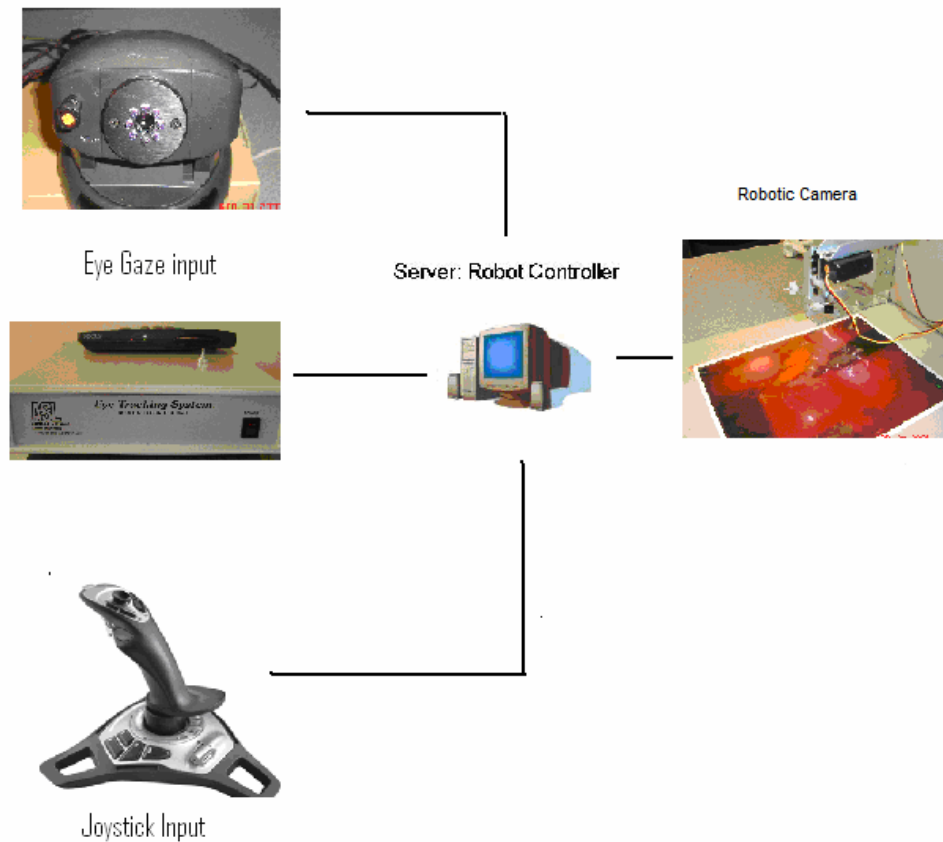 Robotic Camera
Eye Gaze input
Server: Robot Controller
Eye Tracking System
Joystick Input